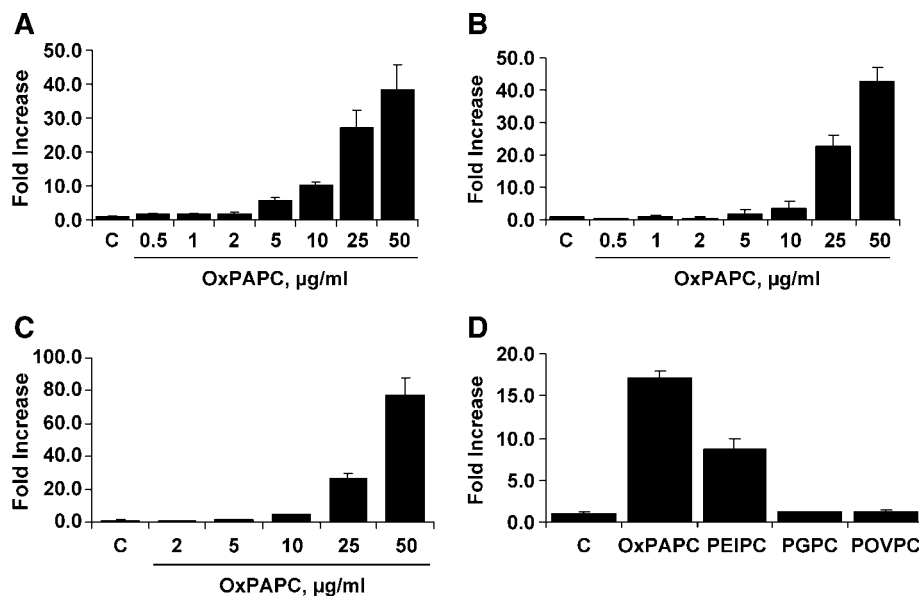 A
Fold Increase
50.0
40.0
30.0
20.0
10.0
0.0
C 0.5 1 2 5 10 25 50
OxPAPC, µg/ml
B
Fold Increase
50.0
40.0
30.0
20.0
10.0
0.0
C 0.5 1 2 5 10 25 50
OxPAPC, µg/ml
C
Fold Increase
100.0
80.0
60.0
40.0
20.0
0.0
C 2 5 10 25 50
OxPAPC, µg/ml
D
Fold Increase
20.0
15.0
10.0
5.0
0.0
C OxPAPC PEIPC PGPC POVPC